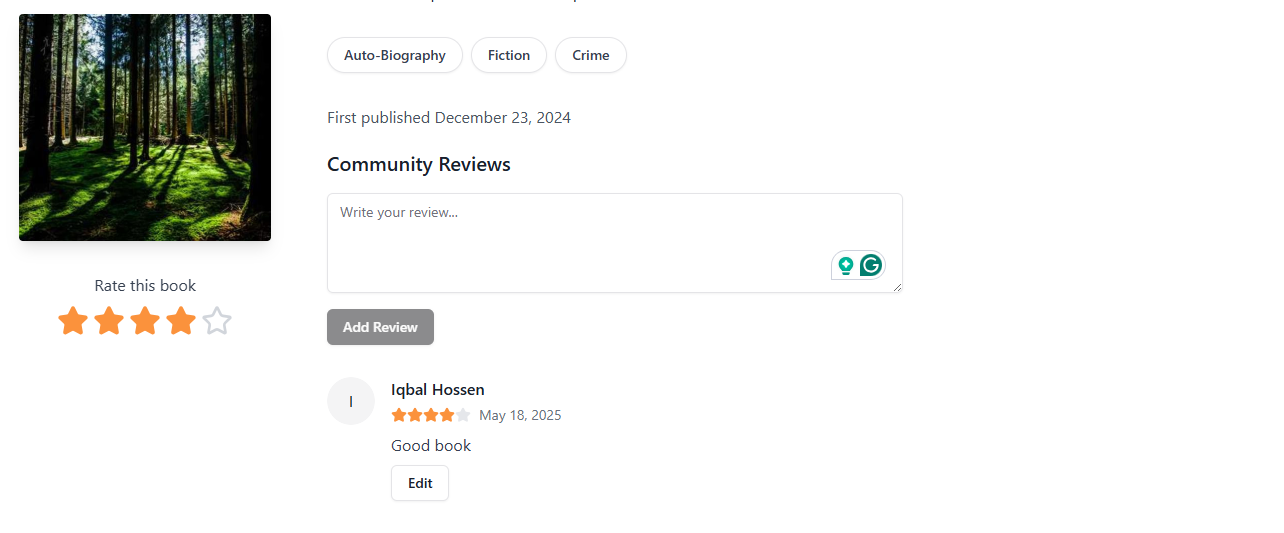 Auto-Biography Fiction Crime
First published December 23, 2024
Community Reviews
Write your review...
Rate this book
Add Review
I
Iqbal Hossen
May 18, 2025
Good book
Edit